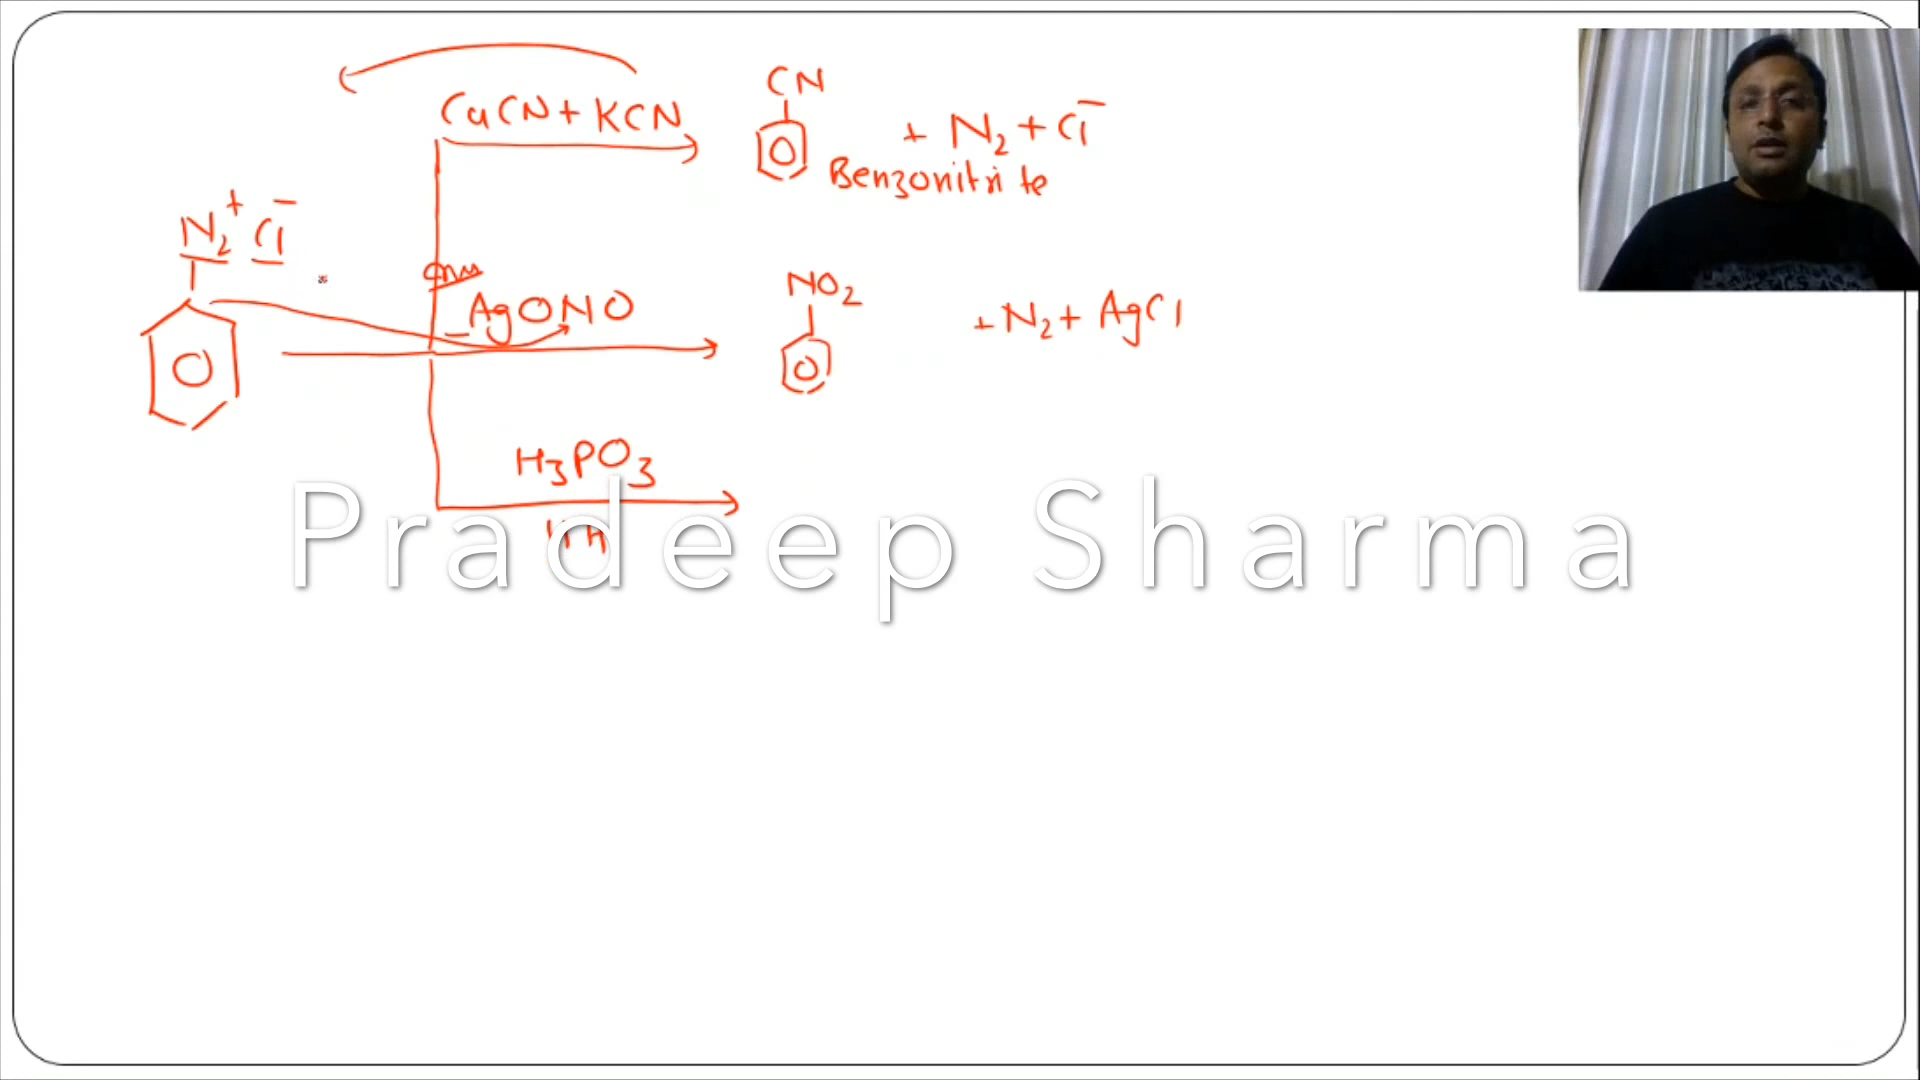 CuCN + KCN
CN
+ N2 + Cl-
Benzonitrite
N2+ Cl-
AgONO
NO2
+ N2 + AgCl
H3PO3
Pradeep Sharma